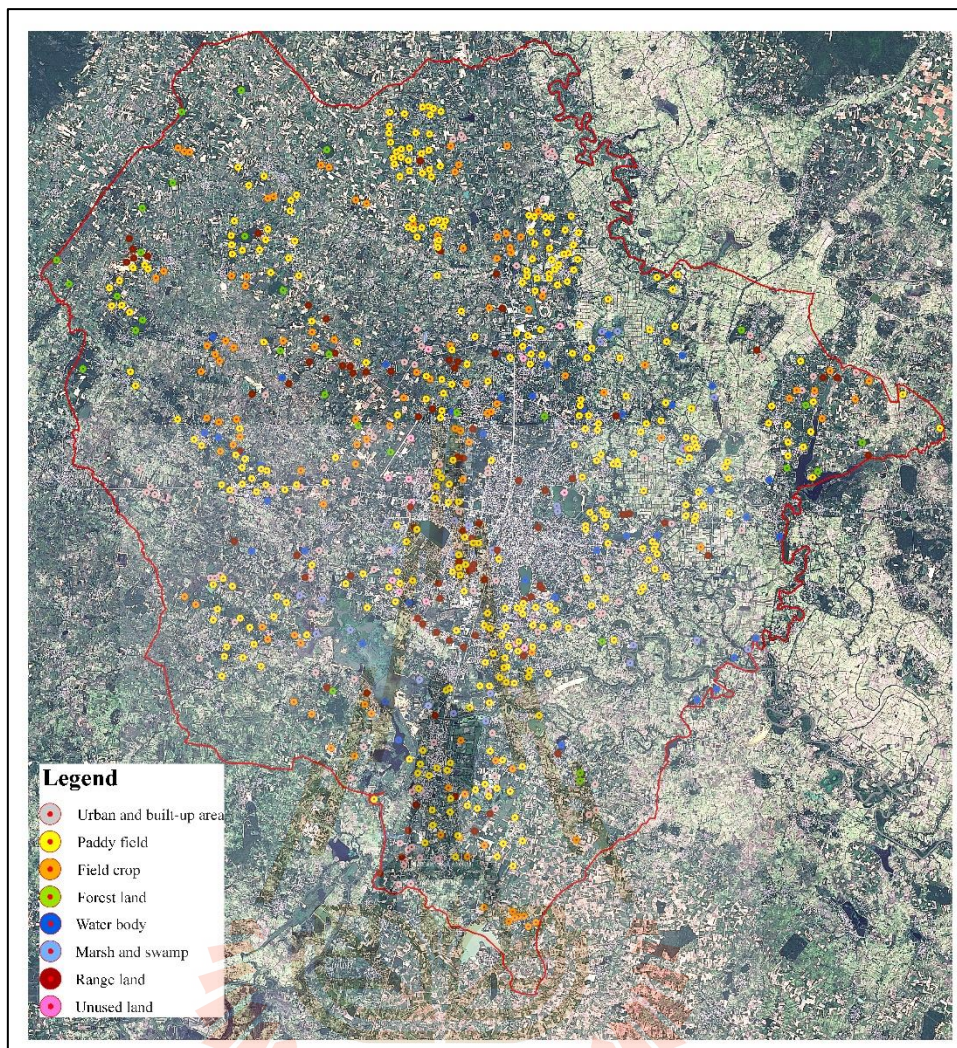 Legend
Urban and built-up area
Paddy field
Field crop
Forest land
Water body
Marsh and swamp
Range land
Unused land